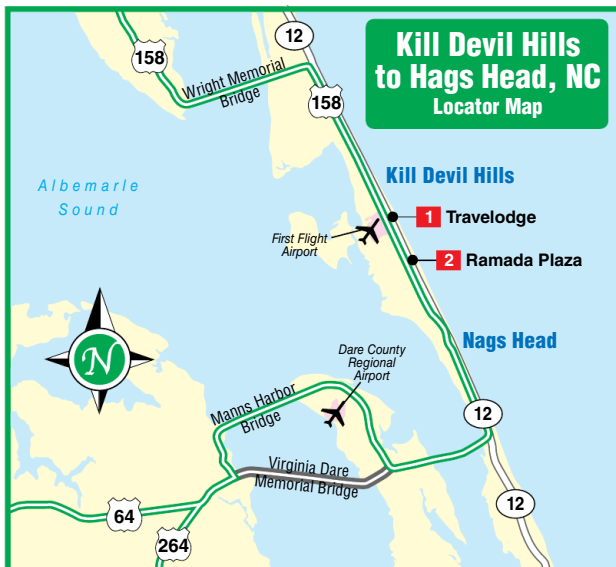 Kill Devil Hills
to Hags Head, NC
Locator Map
12
158
Wright Memorial
Bridge
158
Kill Devil Hills
Albemarle
Sound
1 Travelodge
First Flight
Airport
2 Ramada Plaza
N
Nags Head
Dare County
Regional
Airport
Manns Harbor
Bridge
12
Virginia Dare
Memorial Bridge
12
64
264